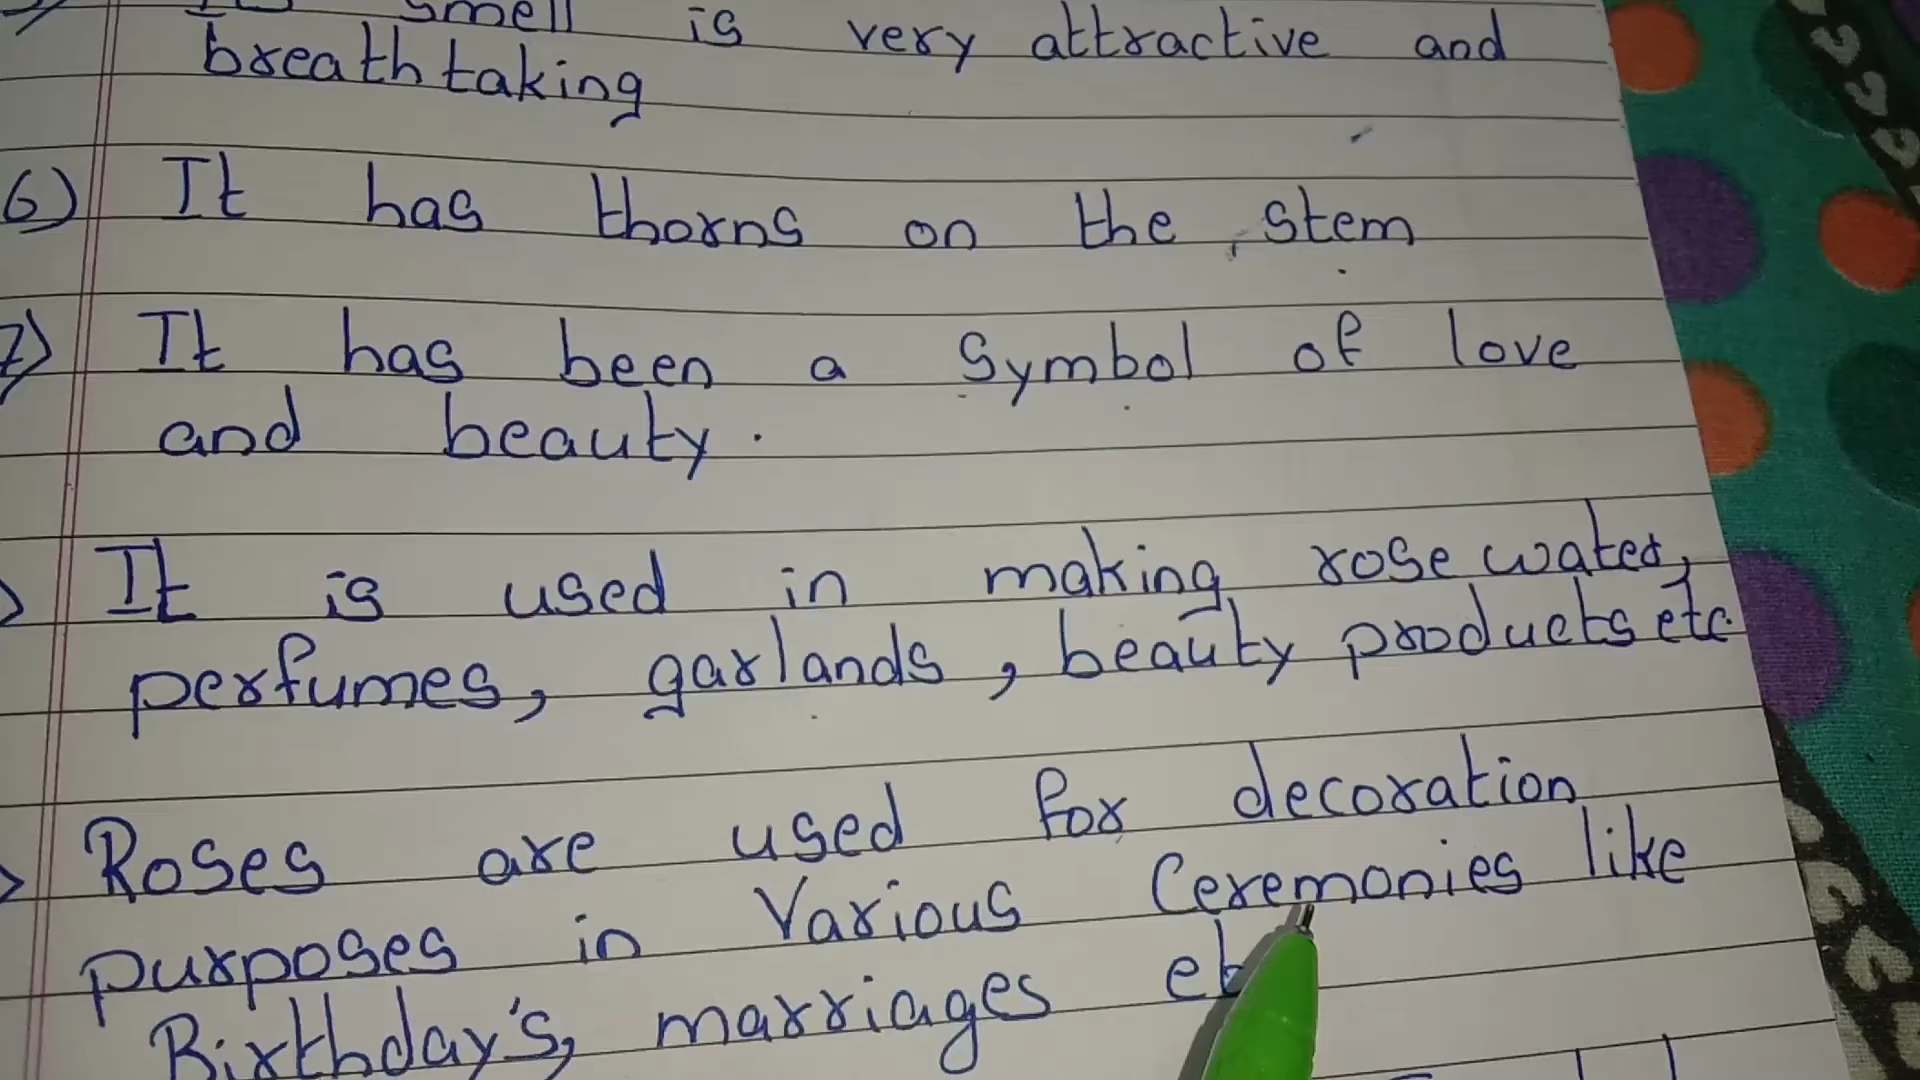 smell is very attractive and
breathtaking
6) It has thorns on the stem
7) It has been a Symbol of love
and beauty.
It is used in making rose water,
perfumes, garlands, beauty products etc
Roses are used for decoration
purposes in Various Ceremonies like
Birthday's, marriages